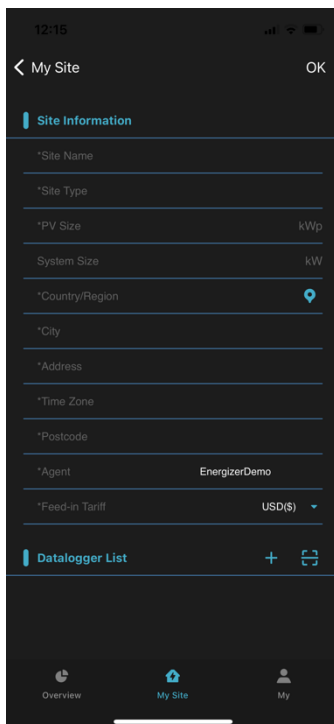 12:15
My Site OK
Site Information
*Site Name
*Site Type
*PV Size kWp
System Size kW
*Country/Region
*City
*Address
*Time Zone
*Postcode
*Agent EnergizerDemo
*Feed-in Tariff USD($)
Datalogger List
Overview My Site My